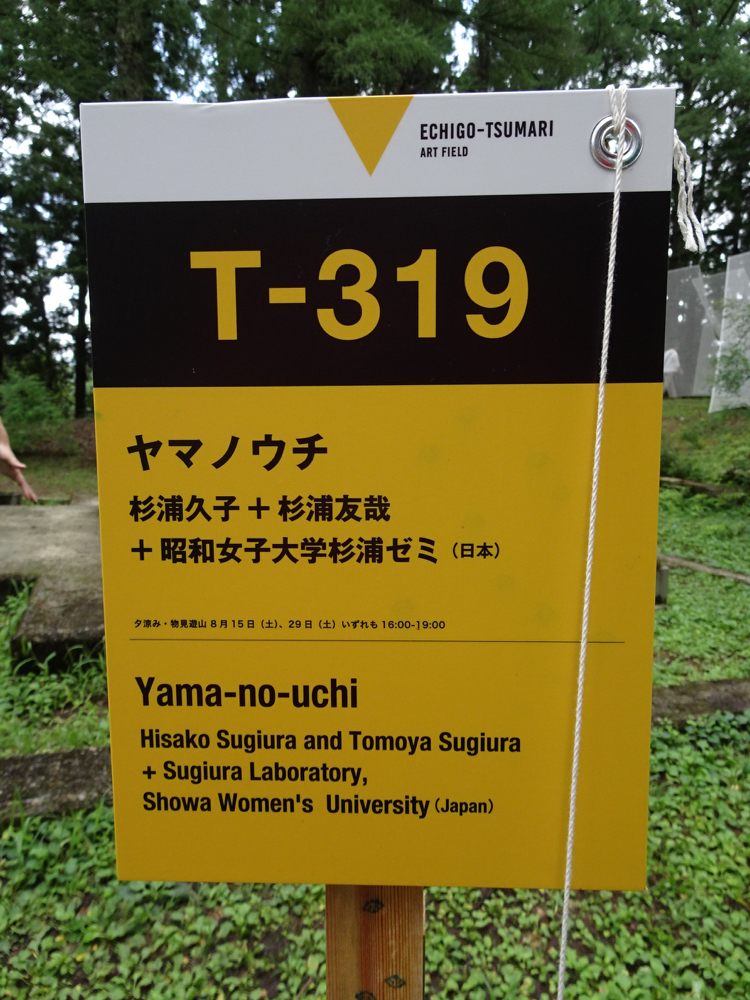 ECHIGO-TSUMARI
ART FIELD
T-319
ヤマノウチ
杉浦久子＋杉浦友哉
＋昭和女子大学杉浦ゼミ（日本）
夕涼み・物見遊山 8月15日（土）、29日（土）いずれも16:00-19:00
Yama-no-uchi
Hisako Sugiura and Tomoya Sugiura
+ Sugiura Laboratory,
Showa Women's University (Japan)